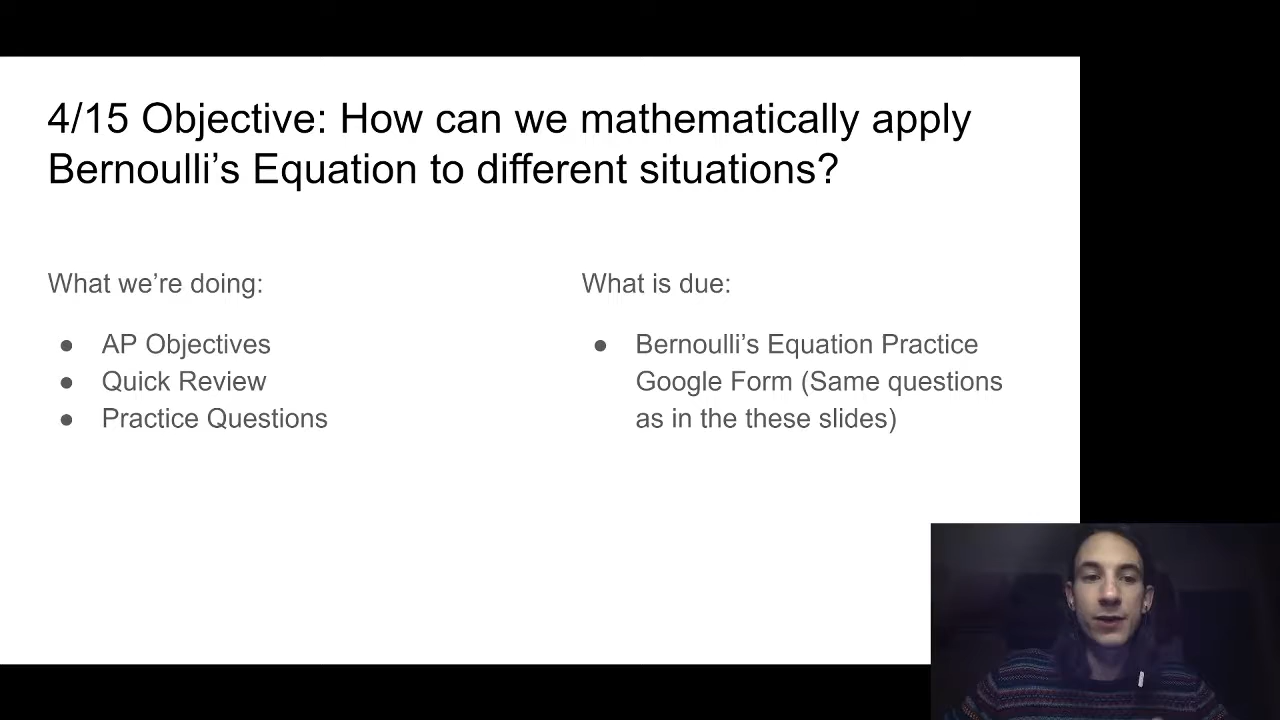 4/15 Objective: How can we mathematically apply
Bernoulli’s Equation to different situations?
What we’re doing:
● AP Objectives
● Quick Review
● Practice Questions
What is due:
● Bernoulli’s Equation Practice
Google Form (Same questions
as in the these slides)